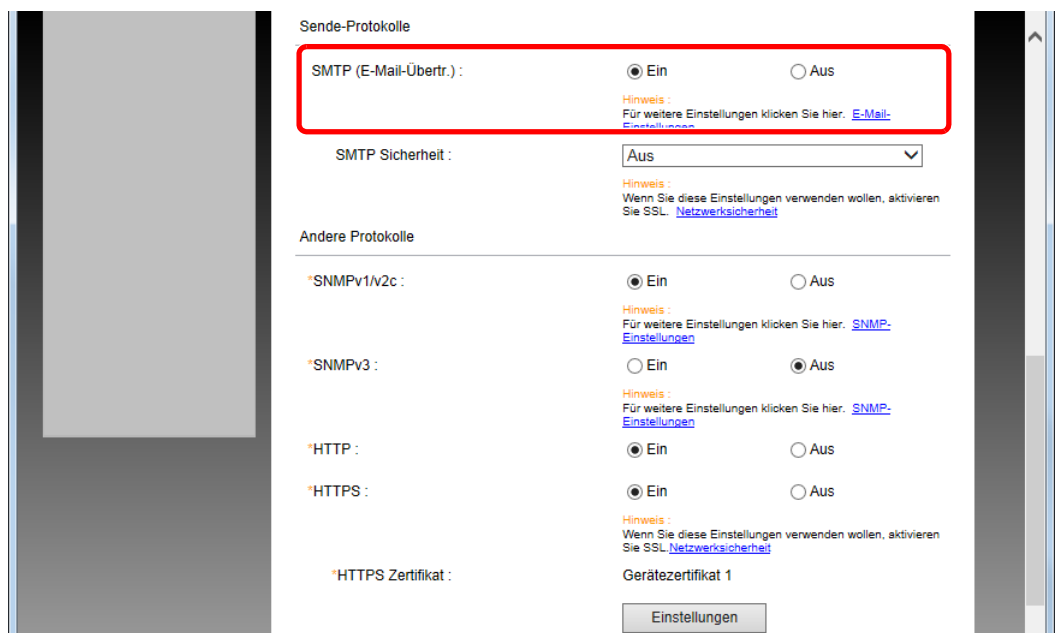 Sende-Protokolle
SMTP (E-Mail-Übertr.) :
Ein
Aus
Hinweis :
Für weitere Einstellungen klicken Sie hier. E-Mail-
Einstellungen
SMTP Sicherheit :
Aus
Hinweis :
Wenn Sie diese Einstellungen verwenden wollen, aktivieren
Sie SSL. Netzwerksicherheit
Andere Protokolle
*SNMPv1/v2c :
Ein
Aus
Hinweis :
Für weitere Einstellungen klicken Sie hier. SNMP-
Einstellungen
*SNMPv3 :
Ein
Aus
Hinweis :
Für weitere Einstellungen klicken Sie hier. SNMP-
Einstellungen
*HTTP :
Ein
Aus
*HTTPS :
Ein
Aus
Hinweis :
Wenn Sie diese Einstellungen verwenden wollen, aktivieren
Sie SSL.Netzwerksicherheit
*HTTPS Zertifikat :
Gerätezertifikat 1
Einstellungen